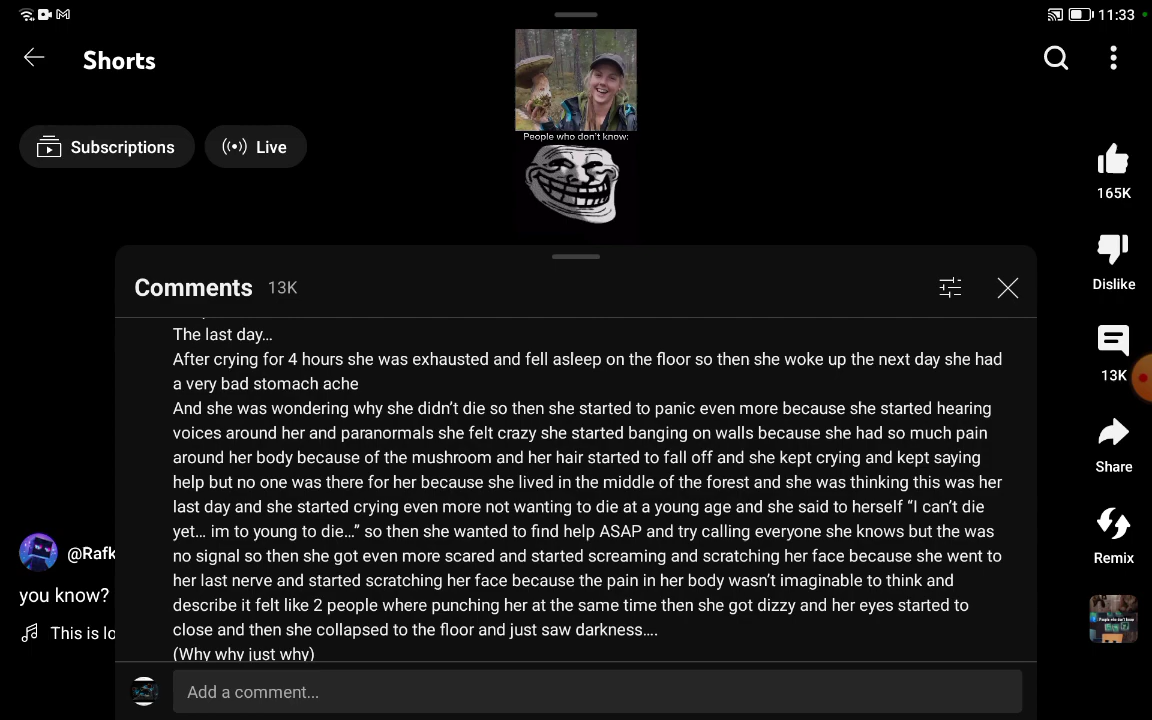 11:33
Shorts
Subscriptions
Live
People who don't know:
165K
Dislike
13K
Share
Remix
Comments 13K
The last day...
After crying for 4 hours she was exhausted and fell asleep on the floor so then she woke up the next day she had
a very bad stomach ache
And she was wondering why she didn't die so then she started to panic even more because she started hearing
voices around her and paranormals she felt crazy she started banging on walls because she had so much pain
around her body because of the mushroom and her hair started to fall off and she kept crying and kept saying
help but no one was there for her because she lived in the middle of the forest and she was thinking this was her
last day and she started crying even more not wanting to die at a young age and she said to herself “I can't die
yet... im to young to die...” so then she wanted to find help ASAP and try calling everyone she knows but the was
no signal so then she got even more scared and started screaming and scratching her face because she went to
her last nerve and started scratching her face because the pain in her body wasn't imaginable to think and
describe it felt like 2 people where punching her at the same time then she got dizzy and her eyes started to
close and then she collapsed to the floor and just saw darkness....
(Why why just why)
Add a comment...
@Rafk
you know?
This is lo